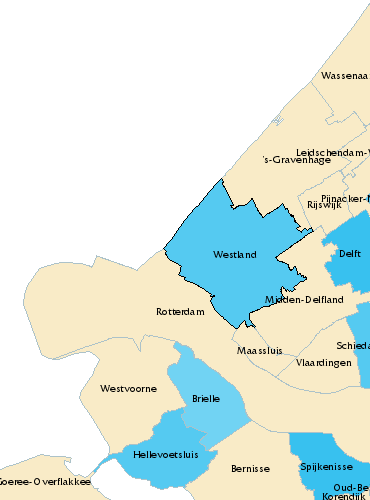 Wassenaa
Leidschendam-V
's-Gravenhage
Pijnacker-N
Rijswijk
Westland
Delft
Midden-Delfland
Rotterdam
Schieda
Maassluis
Vlaardingen
Westvoorne
Brielle
Hellevoetsluis
Bernisse
Spijkenisse
Goeree-Overflakkee
Oud-Be
Korendijk